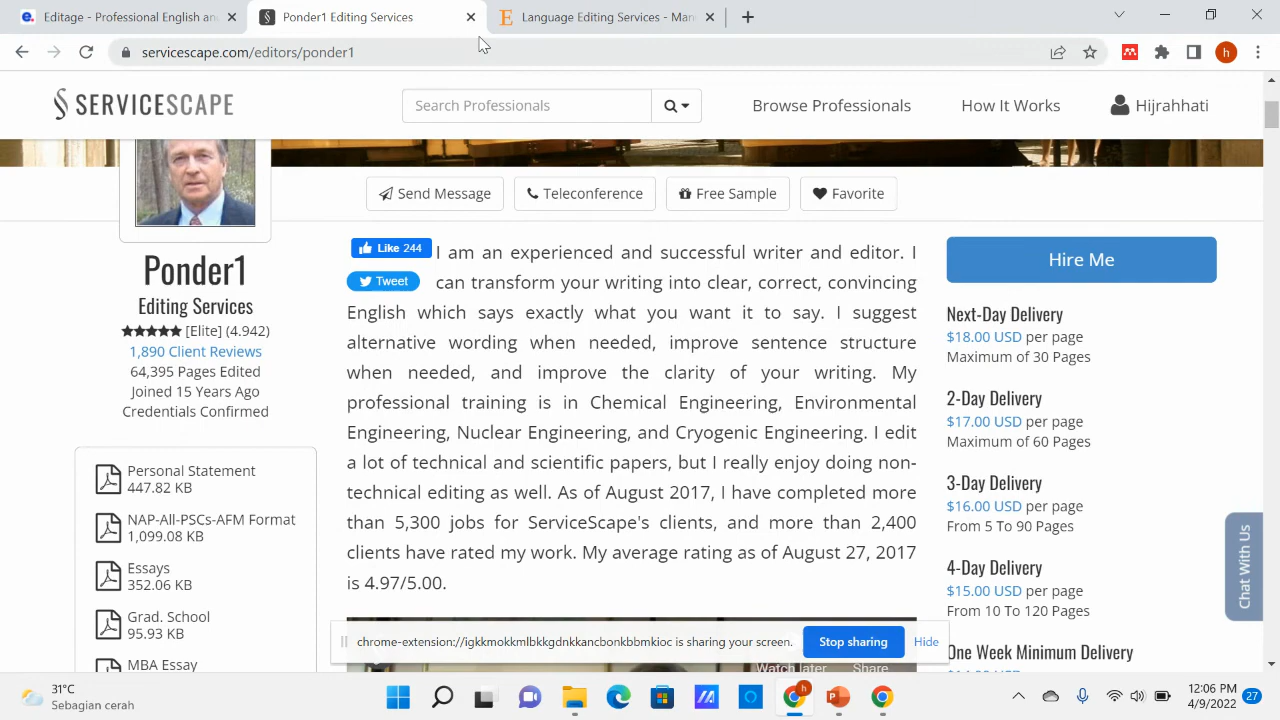 Editage - Professional English and
Ponder1 Editing Services
Language Editing Services - Man
servicescape.com/editors/ponder1
SERVICESCAPE
Search Professionals
Browse Professionals
How It Works
Hijrahhati
Send Message
Teleconference
Free Sample
Favorite
Ponder1
Editing Services
[Elite] (4.942)
1,890 Client Reviews
64,395 Pages Edited
Joined 15 Years Ago
Credentials Confirmed
Personal Statement
447.82 KB
NAP-All-PSCs-AFM Format
1,099.08 KB
Essays
352.06 KB
Grad. School
95.93 KB
MBA Essay
Like 244
Tweet
I am an experienced and successful writer and editor. I
can transform your writing into clear, correct, convincing
English which says exactly what you want it to say. I suggest
alternative wording when needed, improve sentence structure
when needed, and improve the clarity of your writing. My
professional training is in Chemical Engineering, Environmental
Engineering, Nuclear Engineering, and Cryogenic Engineering. I edit
a lot of technical and scientific papers, but I really enjoy doing non-
technical editing as well. As of August 2017, I have completed more
than 5,300 jobs for ServiceScape's clients, and more than 2,400
clients have rated my work. My average rating as of August 27, 2017
is 4.97/5.00.
Watch later
Share
Hire Me
Next-Day Delivery
$18.00 USD per page
Maximum of 30 Pages
2-Day Delivery
$17.00 USD per page
Maximum of 60 Pages
3-Day Delivery
$16.00 USD per page
From 5 To 90 Pages
4-Day Delivery
$15.00 USD per page
From 10 To 120 Pages
One Week Minimum Delivery
Chat With Us
chrome-extension://igkkmokkmlbkkgdnkkancbonkbbmkioc is sharing your screen.
Stop sharing
Hide
31°C
Sebagian cerah
12:06 PM
4/9/2022
27